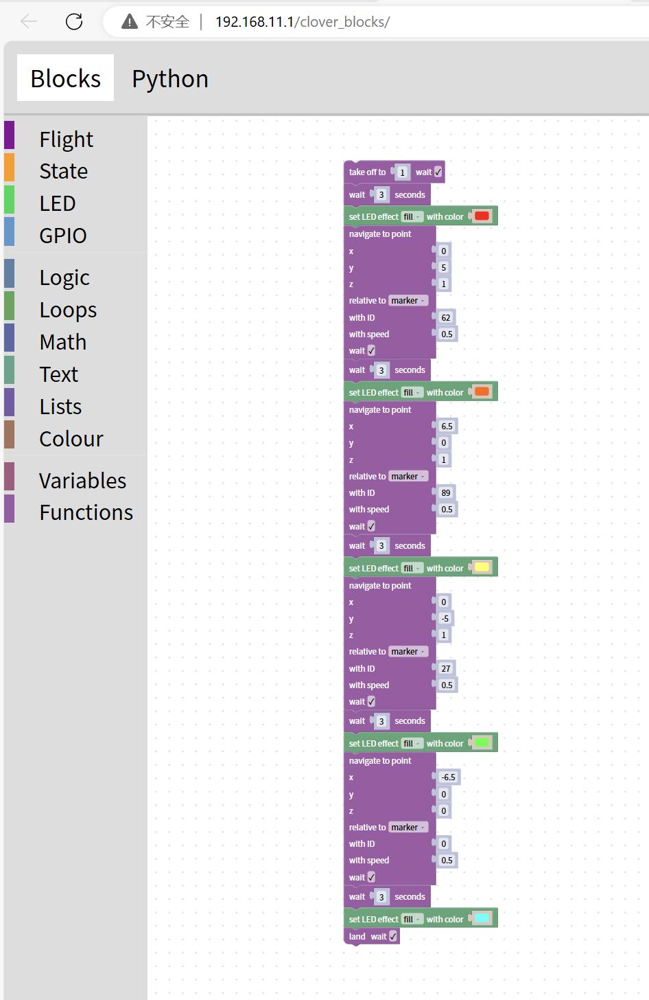 不安全 192.168.11.1/clover_blocks/
Blocks Python
Flight
State
LED
GPIO
Logic
Loops
Math
Text
Lists
Colour
Variables
Functions
take off to 1 wait ✓
wait 3 seconds
set LED effect fill with color
navigate to point
x 0
y 5
z 1
relative to marker
with ID 62
with speed 0.5
wait ✓
wait 3 seconds
set LED effect fill with color
navigate to point
x 6.5
y 0
z 1
relative to marker
with ID 89
with speed 0.5
wait ✓
wait 3 seconds
set LED effect fill with color
navigate to point
x 0
y -5
z 1
relative to marker
with ID 27
with speed 0.5
wait ✓
wait 3 seconds
set LED effect fill with color
navigate to point
x -6.5
y 0
z 0
relative to marker
with ID 0
with speed 0.5
wait ✓
wait 3 seconds
set LED effect fill with color
land wait ✓